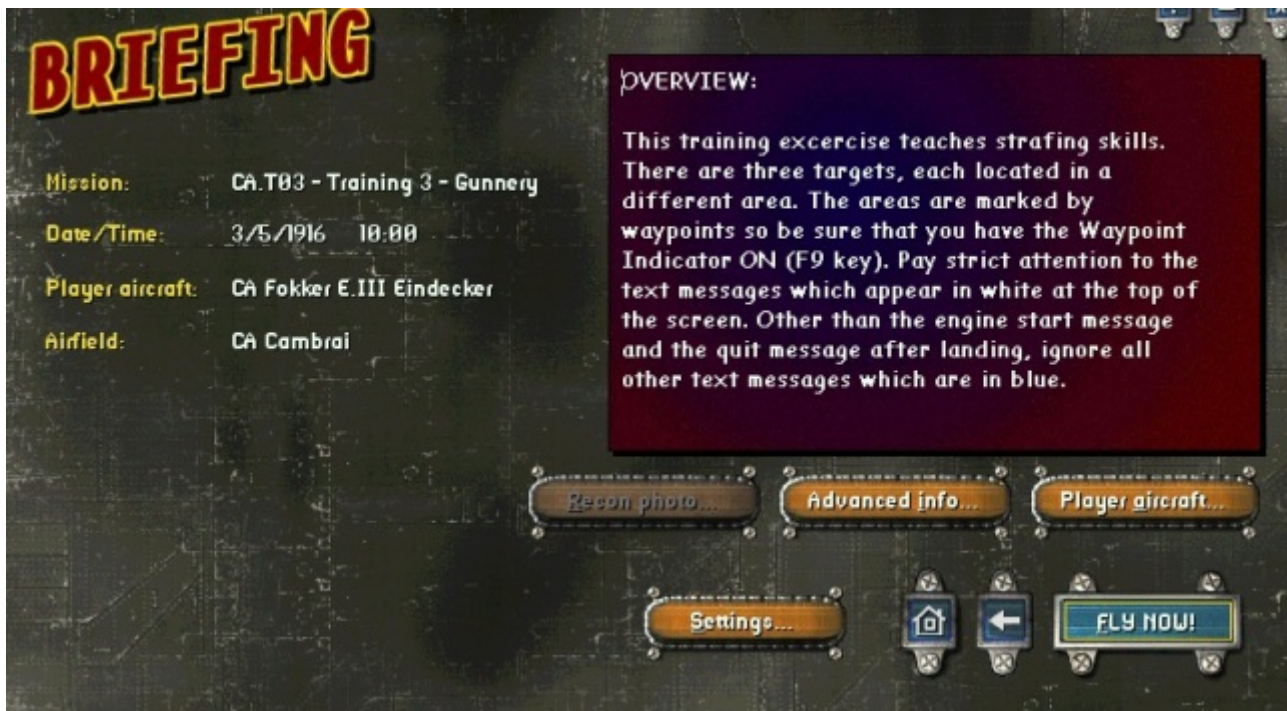 BRIEFING
Mission: CA.T03 - Training 3 - Gunnery
Date/Time: 3/5/1916 10:00
Player aircraft: CA Fokker E.III Eindecker
Airfield: CA Cambrai
OVERVIEW:
This training excercise teaches strafing skills.
There are three targets, each located in a
different area. The areas are marked by
waypoints so be sure that you have the Waypoint
Indicator ON (F9 key). Pay strict attention to the
text messages which appear in white at the top of
the screen. Other than the engine start message
and the quit message after landing, ignore all
other text messages which are in blue.
Recon photo...
Advanced info...
Player aircraft...
Settings...
FLY NOW!